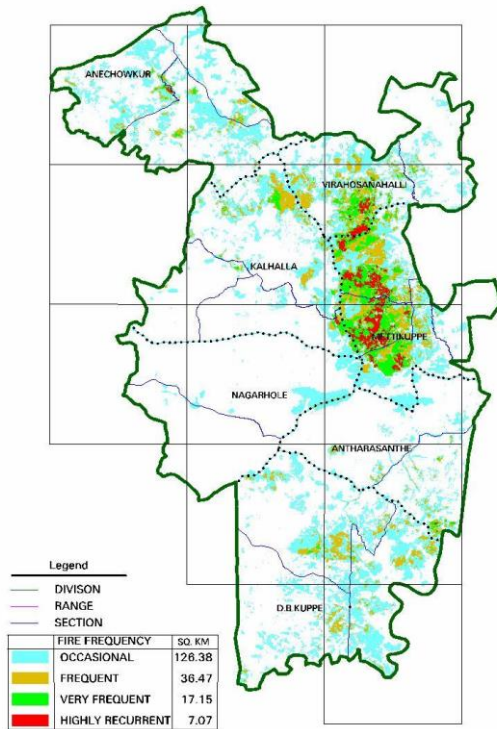 ANECHOWKUR
VIRAHOSANAHALLI
KALHALLA
METTIKUPPE
NAGARHOLE
ANTHARASANTHE
D.B.KUPPE
Legend
DIVISON
RANGE
SECTION
FIRE FREQUENCY SQ. KM
OCCASIONAL 126.38
FREQUENT 36.47
VERY FREQUENT 17.15
HIGHLY RECURRENT 7.07